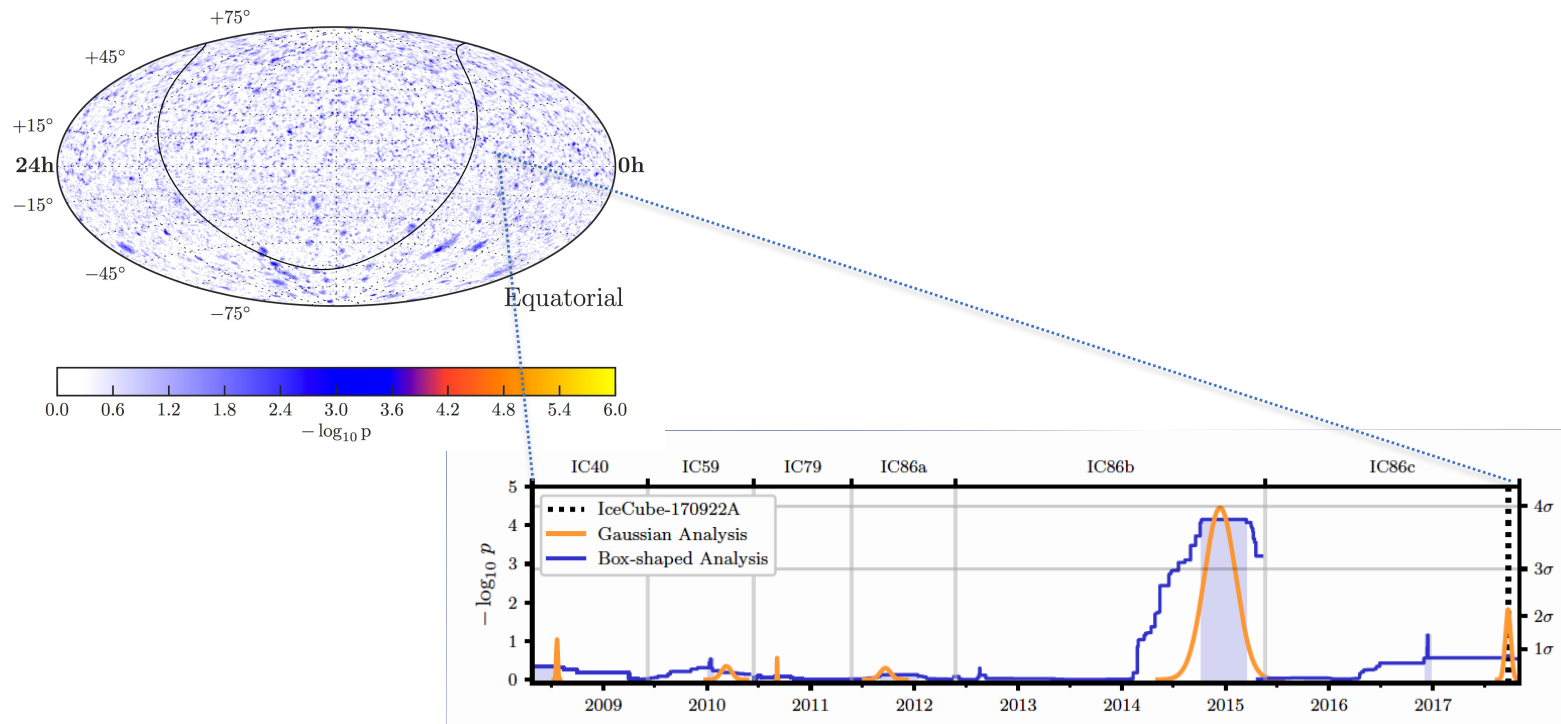 +75°
+45°
+15°
24h
0h
−15°
−45°
−75°
Equatorial
0.0 0.6 1.2 1.8 2.4 3.0 3.6 4.2 4.8 5.4 6.0
− log10 p
IC40 IC59 IC79 IC86a IC86b IC86c
5
4
3
2
1
0
− log10 p
IceCube-170922A
Gaussian Analysis
Box-shaped Analysis
4σ
3σ
2σ
1σ
2009 2010 2011 2012 2013 2014 2015 2016 2017